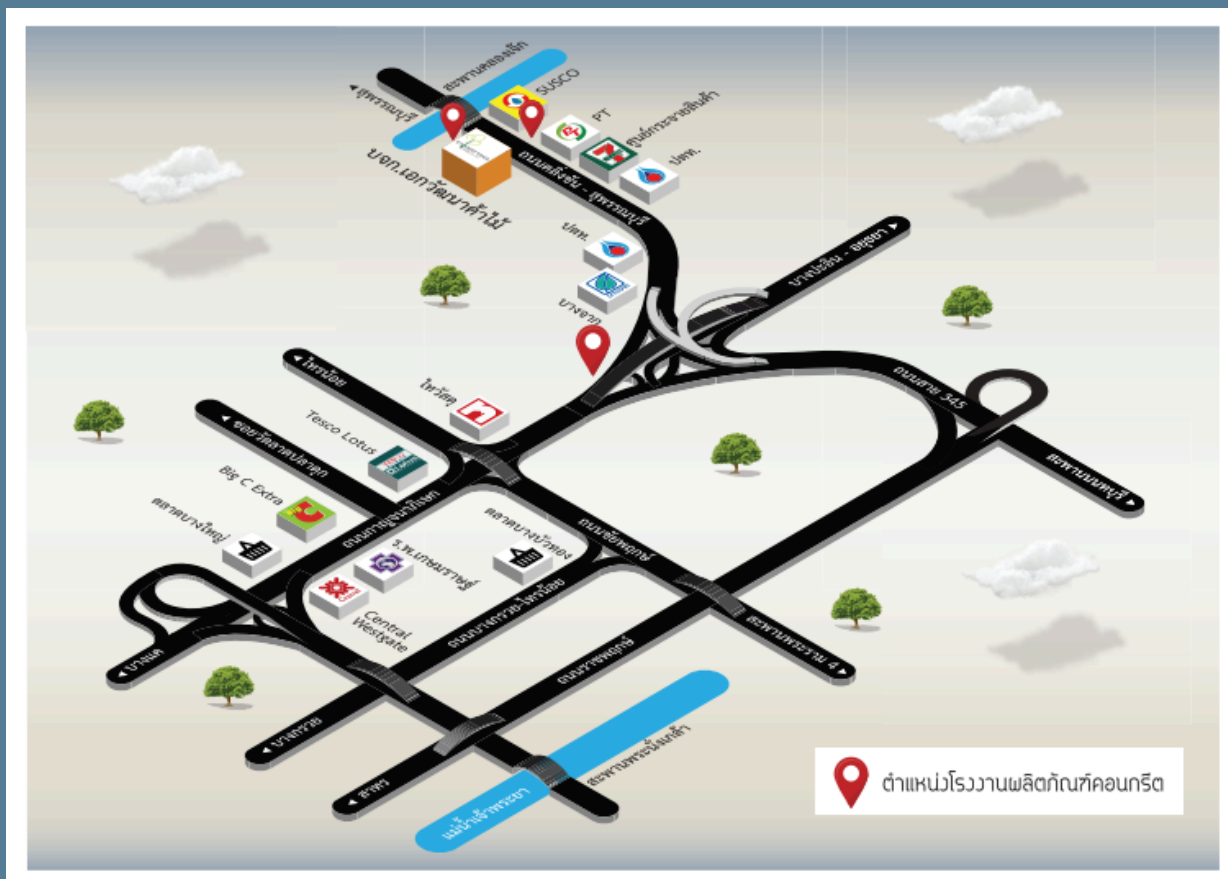 สะพานคลองเจ๊ก
◀ สุพรรณบุรี
SUSCO
PT
ศูนย์กระจายสินค้า
ปตท.
บจก.เอกวัฒนาค้าไม้
ถนนตลิ่งชัน - สุพรรณบุรี
ปตท.
บางจาก
บางปะอิน - อยุธยา ▶
◀ ไทรน้อย
ไทวัสดุ
ถนนสาย 345
◀ ซอยวัดลาดปลาดุก
Tesco Lotus
Big C Extra
ตลาดบางใหญ่
ถนนกาญจนาภิเษก
ร.พ.เกษมราษฎร์
ตลาดบางบัวทอง
ถนนชัยพฤกษ์
สะพานนนทบุรี ▶
Central
Westgate
ถนนบางกรวย-ไทรน้อย
◀ บางแค
ถนนราชพฤกษ์
สะพานพระราม 4 ▶
◀ บางกรวย
◀ สาทร
สะพานพระนั่งเกล้า
แม่น้ำเจ้าพระยา
ตำแหน่งโรงงานผลิตภัณฑ์คอนกรีต